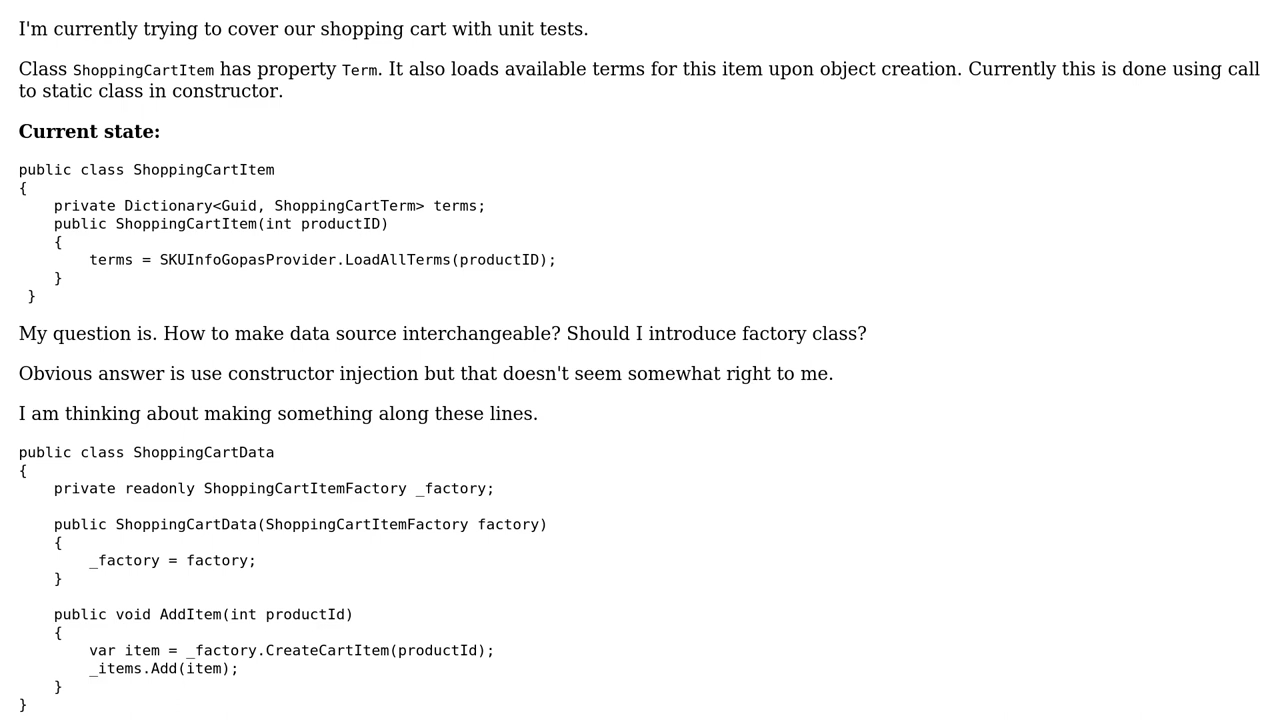 I'm currently trying to cover our shopping cart with unit tests.
Class ShoppingCartItem has property Term. It also loads available terms for this item upon object creation. Currently this is done using call
to static class in constructor.
Current state:
public class ShoppingCartItem
{
    private Dictionary<Guid, ShoppingCartTerm> terms;
    public ShoppingCartItem(int productID)
    {
        terms = SKUInfoGopasProvider.LoadAllTerms(productID);
    }
 }
My question is. How to make data source interchangeable? Should I introduce factory class?
Obvious answer is use constructor injection but that doesn't seem somewhat right to me.
I am thinking about making something along these lines.
public class ShoppingCartData
{
    private readonly ShoppingCartItemFactory _factory;
    public ShoppingCartData(ShoppingCartItemFactory factory)
    {
        _factory = factory;
    }
    public void AddItem(int productId)
    {
        var item = _factory.CreateCartItem(productId);
        _items.Add(item);
    }
}